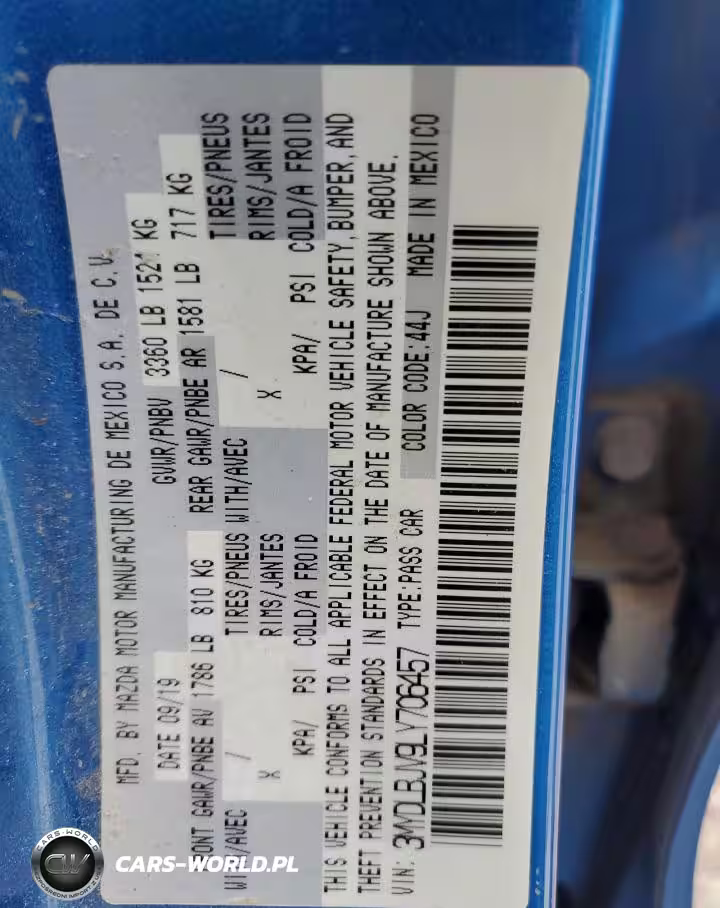 MFD. BY MAZDA MOTOR MANUFACTURING DE MEXICO S.A. DE C.V.
DATE 09/19 GVWR/PNBV 3360 LB 1524 KG
FRONT GAWR/PNBE AV 1786 LB 810 KG REAR GAWR/PNBE AR 1581 LB 717 KG
WITH/AVEC / TIRES/PNEUS WITH/AVEC / TIRES/PNEUS
X RIMS/JANTES X RIMS/JANTES
KPA/ PSI COLD/A FROID KPA/ PSI COLD/A FROID
THIS VEHICLE CONFORMS TO ALL APPLICABLE FEDERAL MOTOR VEHICLE SAFETY, BUMPER, AND
THEFT PREVENTION STANDARDS IN EFFECT ON THE DATE OF MANUFACTURE SHOWN ABOVE.
VIN: 3MYDLBJV9LY706457 TYPE:PASS CAR COLOR CODE:44J MADE IN MEXICO
CARS-WORLD
CW
CARS-WORLD.PL